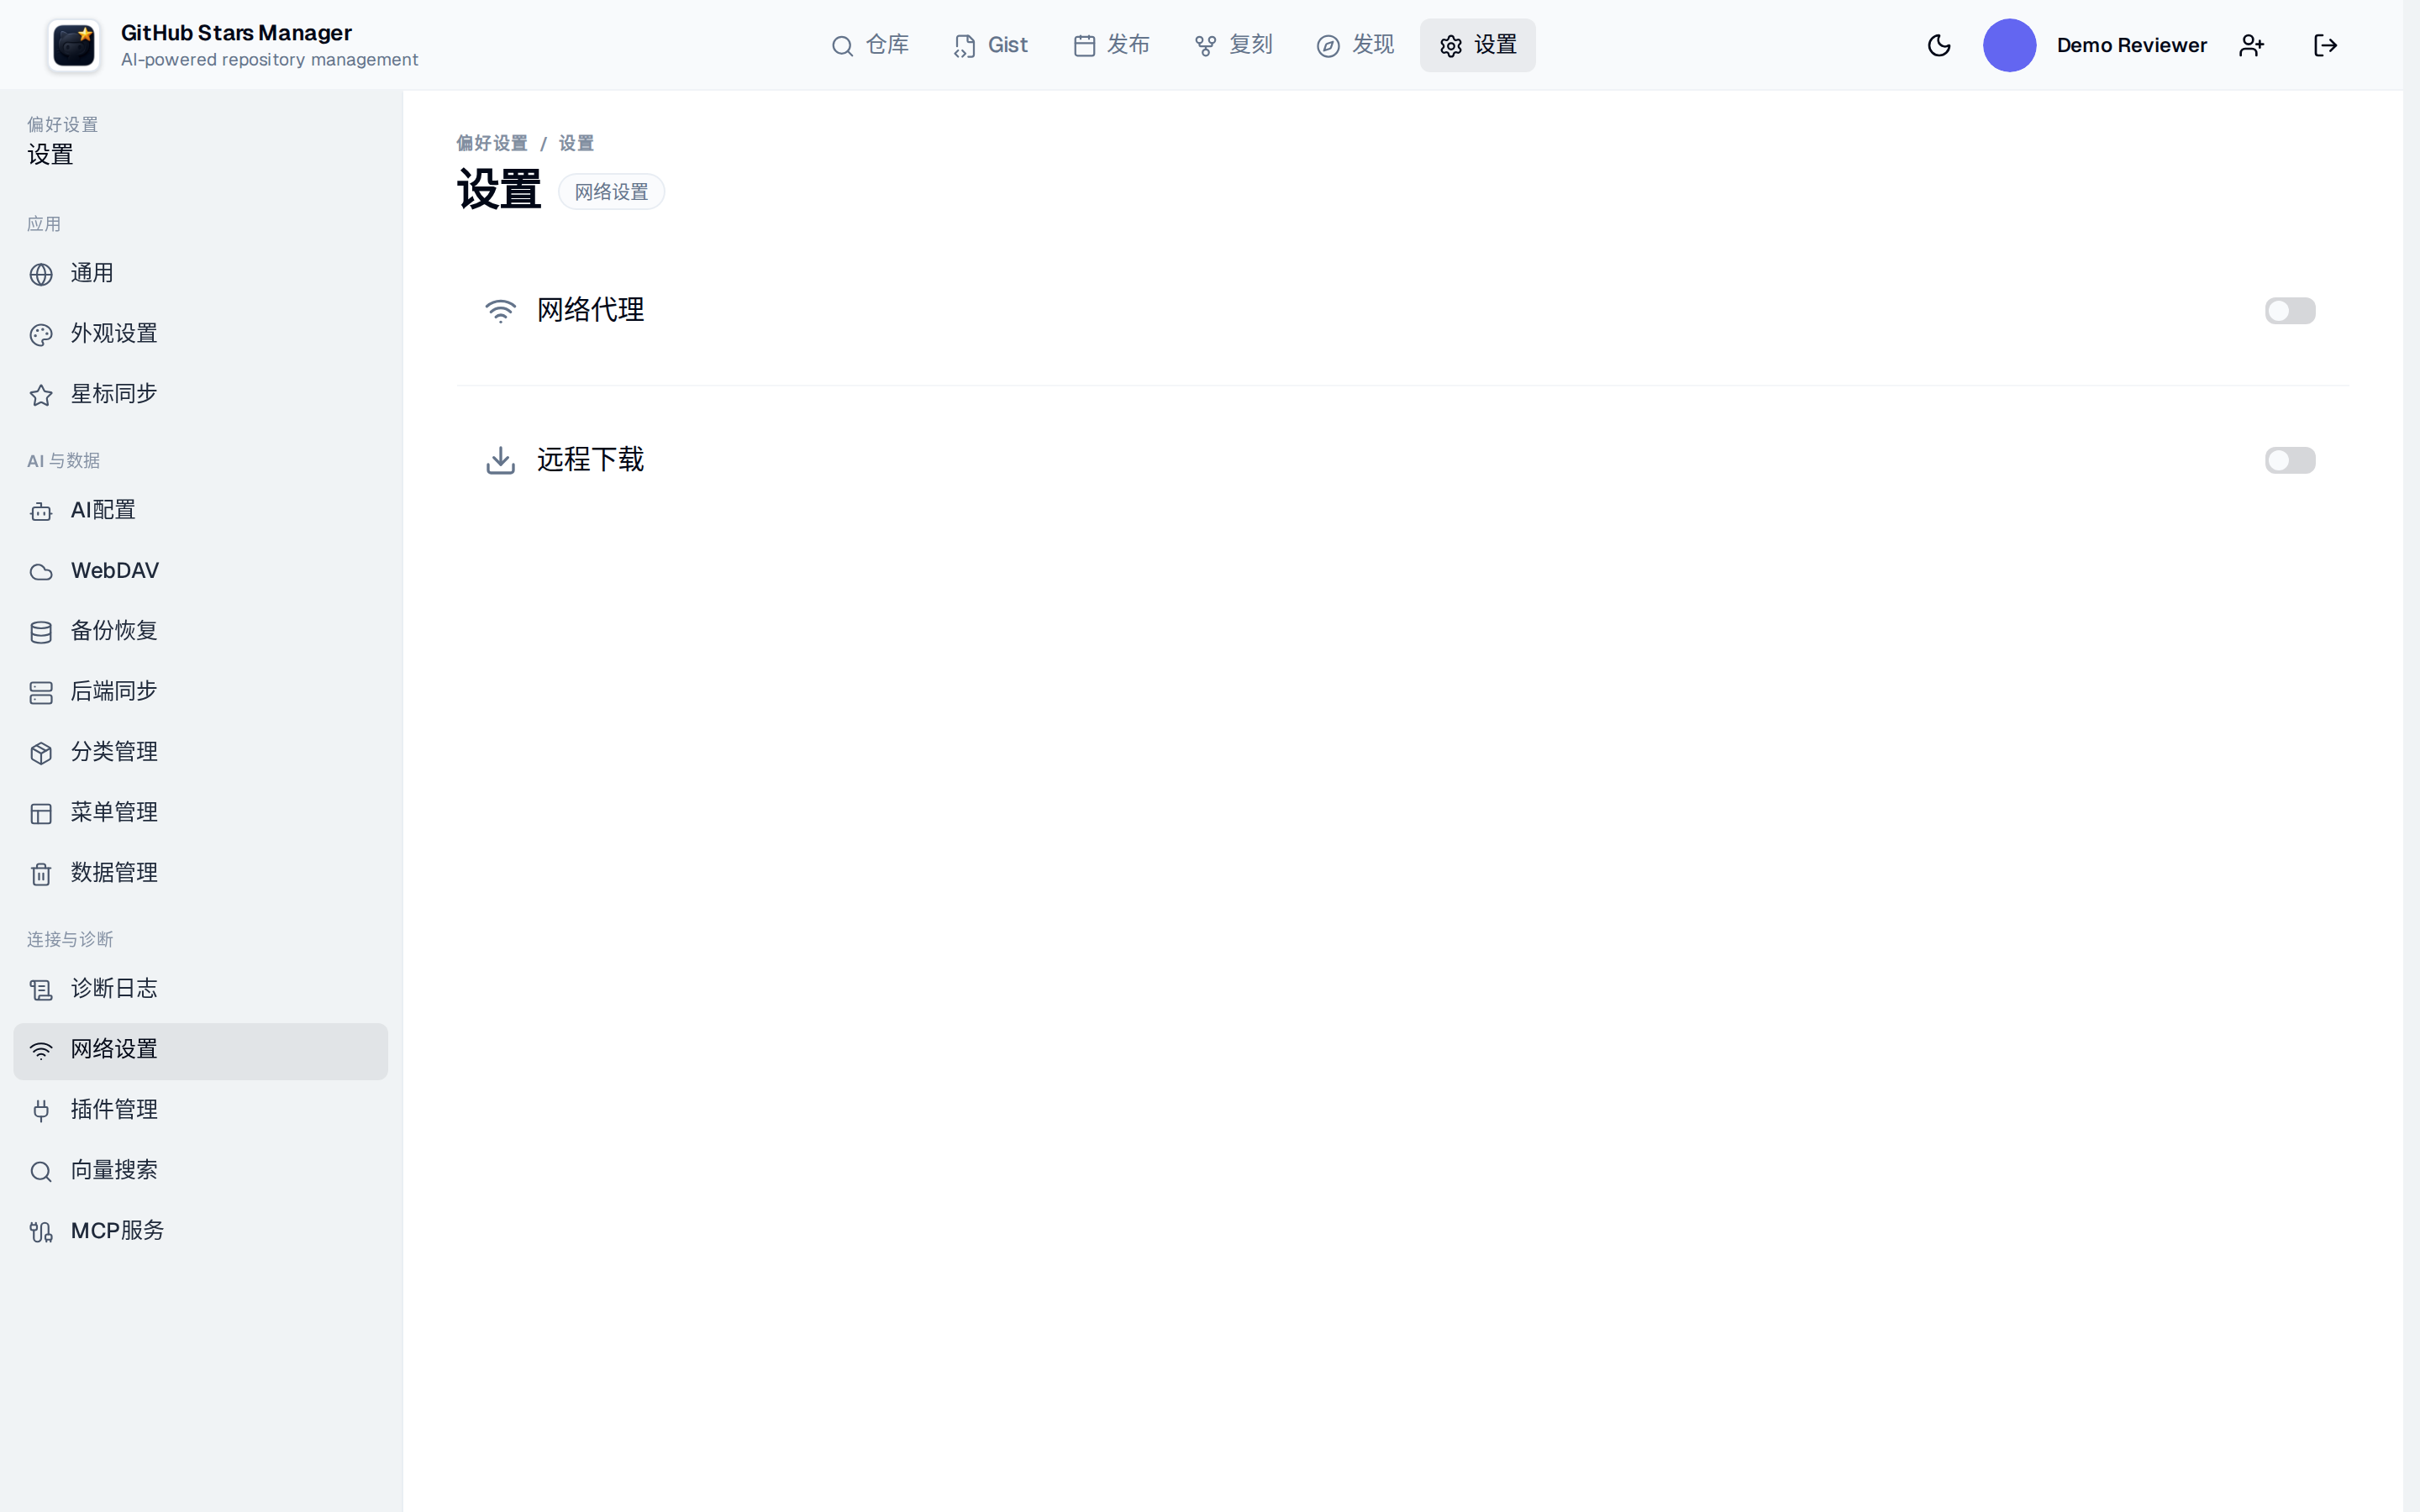 GitHub Stars Manager
AI-powered repository management
仓库
Gist
发布
复刻
发现
设置
Demo Reviewer
偏好设置
设置
应用
通用
外观设置
星标同步
AI 与数据
AI配置
WebDAV
备份恢复
后端同步
分类管理
菜单管理
数据管理
连接与诊断
诊断日志
网络设置
插件管理
向量搜索
MCP服务
偏好设置 / 设置
设置
网络设置
网络代理
远程下载